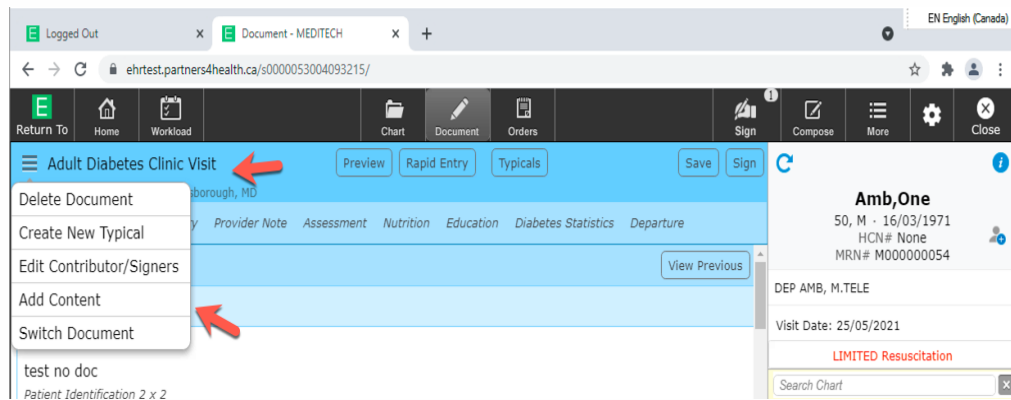 EN English (Canada)
Logged Out
Document - MEDITECH
ehrtest.partners4health.ca/s0000053004093215/
E
Return To
Home
Workload
Chart
Document
Orders
Sign
1
Compose
More
Close
Adult Diabetes Clinic Visit
Preview
Rapid Entry
Typicals
Save
Sign
sborough, MD
Delete Document
Create New Typical
Edit Contributor/Signers
Add Content
Switch Document
y Provider Note Assessment Nutrition Education Diabetes Statistics Departure
View Previous
test no doc
Patient Identification 2 x 2
Amb,One
50, M · 16/03/1971
HCN# None
MRN# M000000054
DEP AMB, M.TELE
Visit Date: 25/05/2021
LIMITED Resuscitation
Search Chart